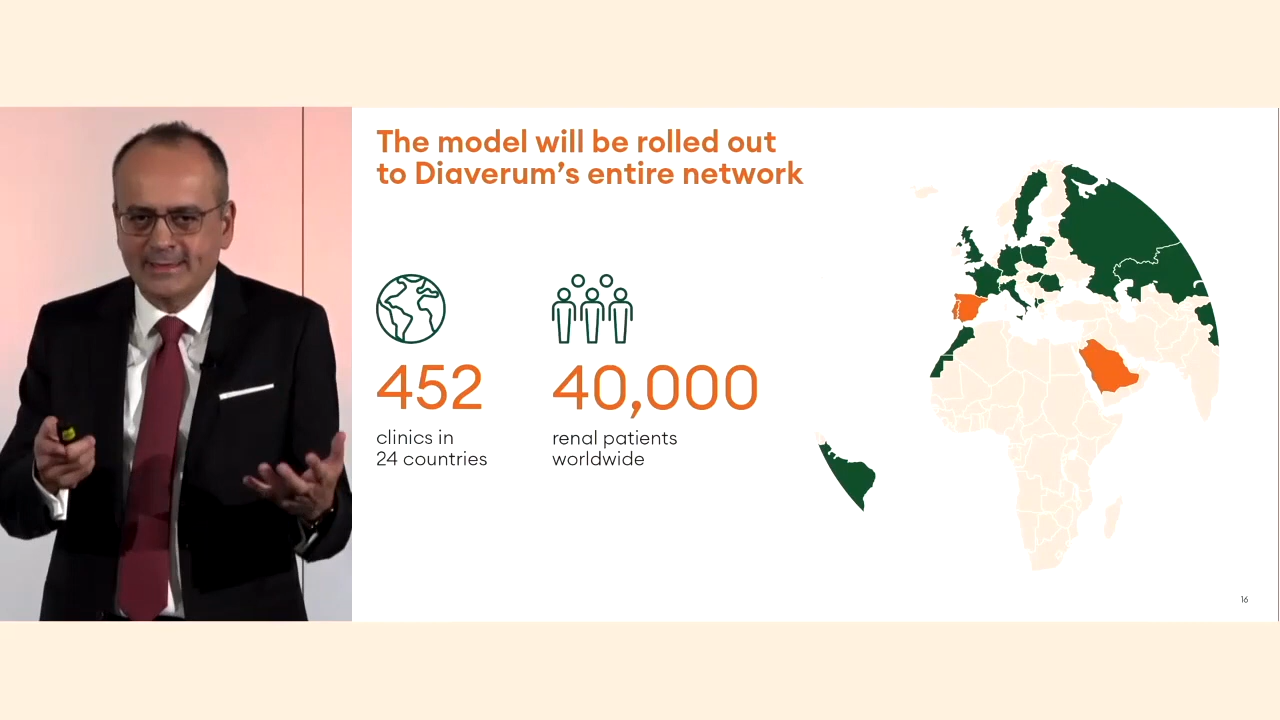 The model will be rolled out
to Diaverum’s entire network
452
clinics in
24 countries
40,000
renal patients
worldwide
16